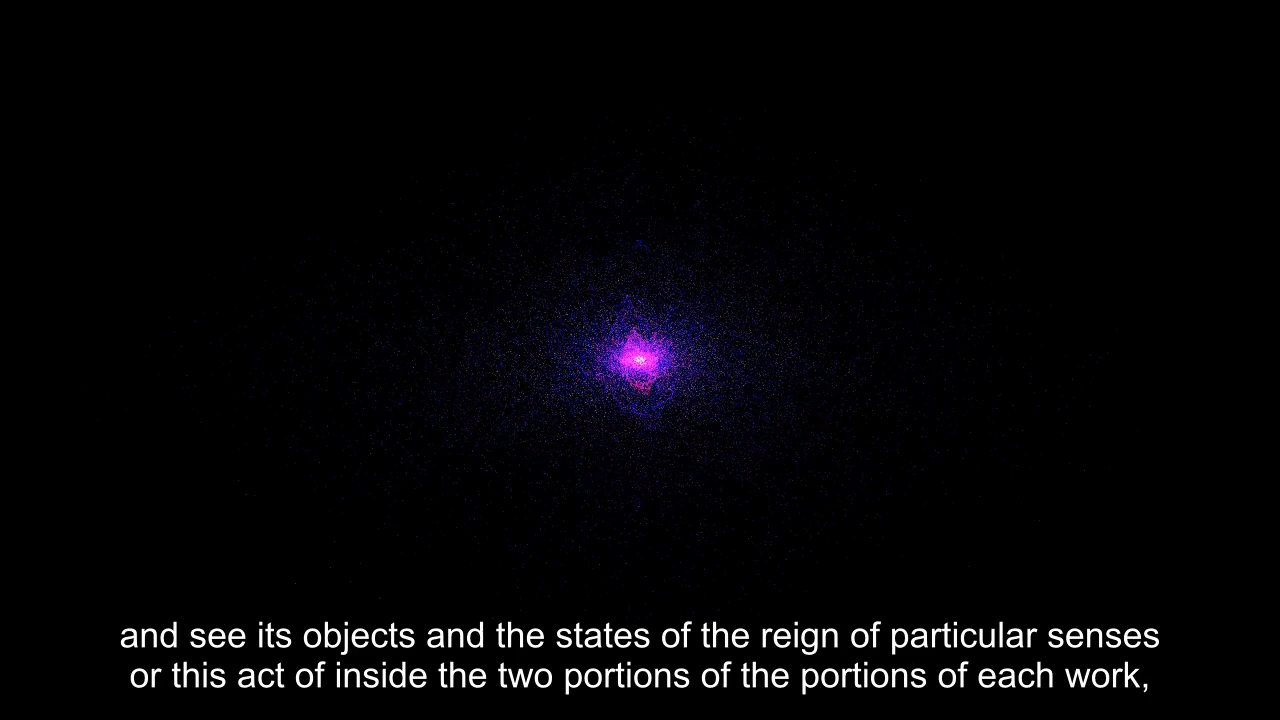 and see its objects and the states of the reign of particular senses
or this act of inside the two portions of the portions of each work,